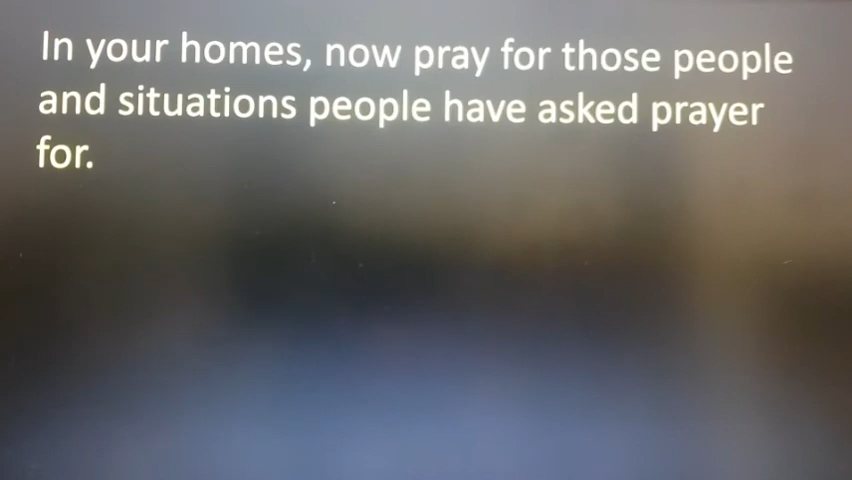 In your homes, now pray for those people
and situations people have asked prayer
for.